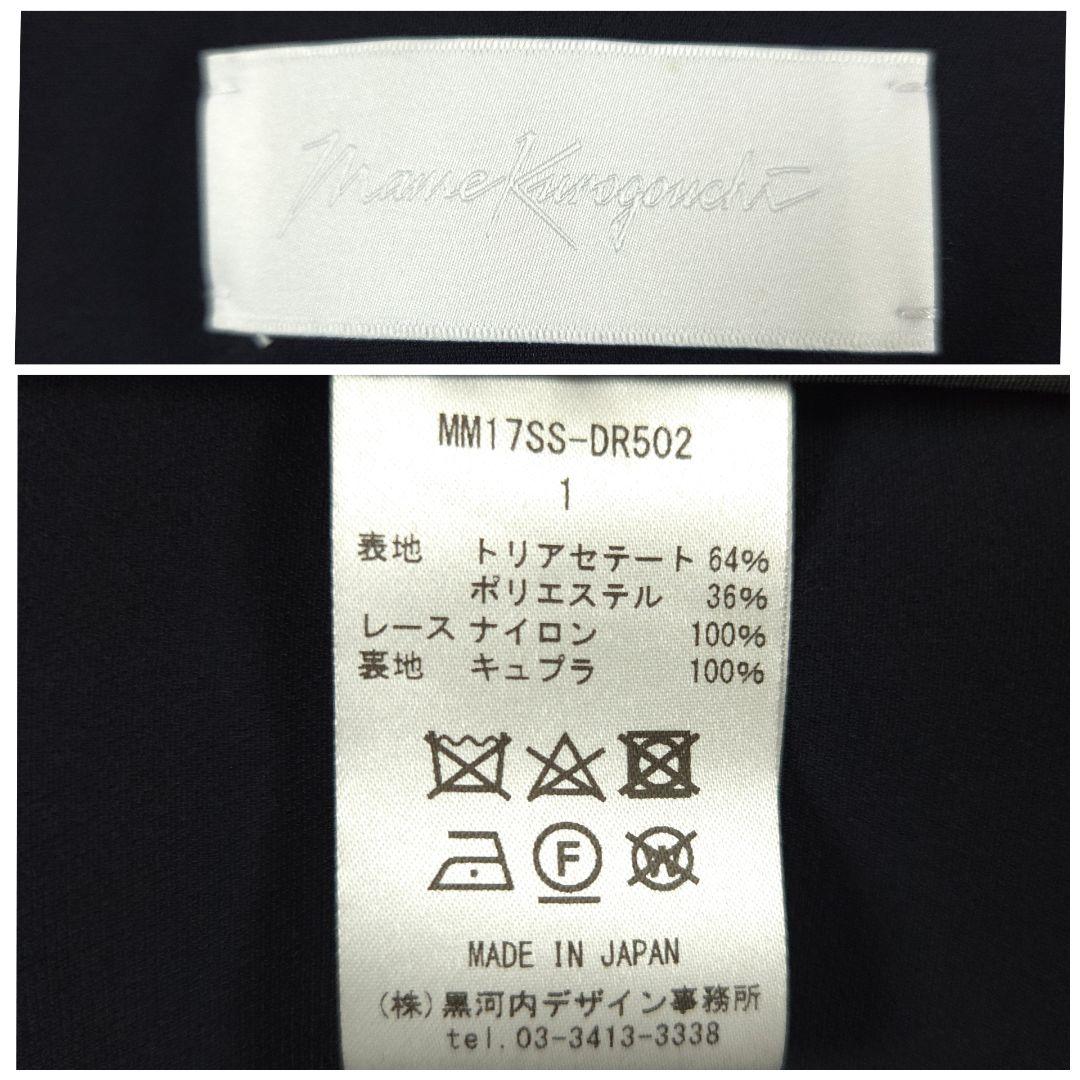 Mame Kurogouchi
MM17SS-DR502
1
表地 トリアセテート 64%
ポリエステル 36%
レース ナイロン 100%
裏地 キュプラ 100%
F
W
MADE IN JAPAN
(株)黒河内デザイン事務所
tel.03-3413-3338